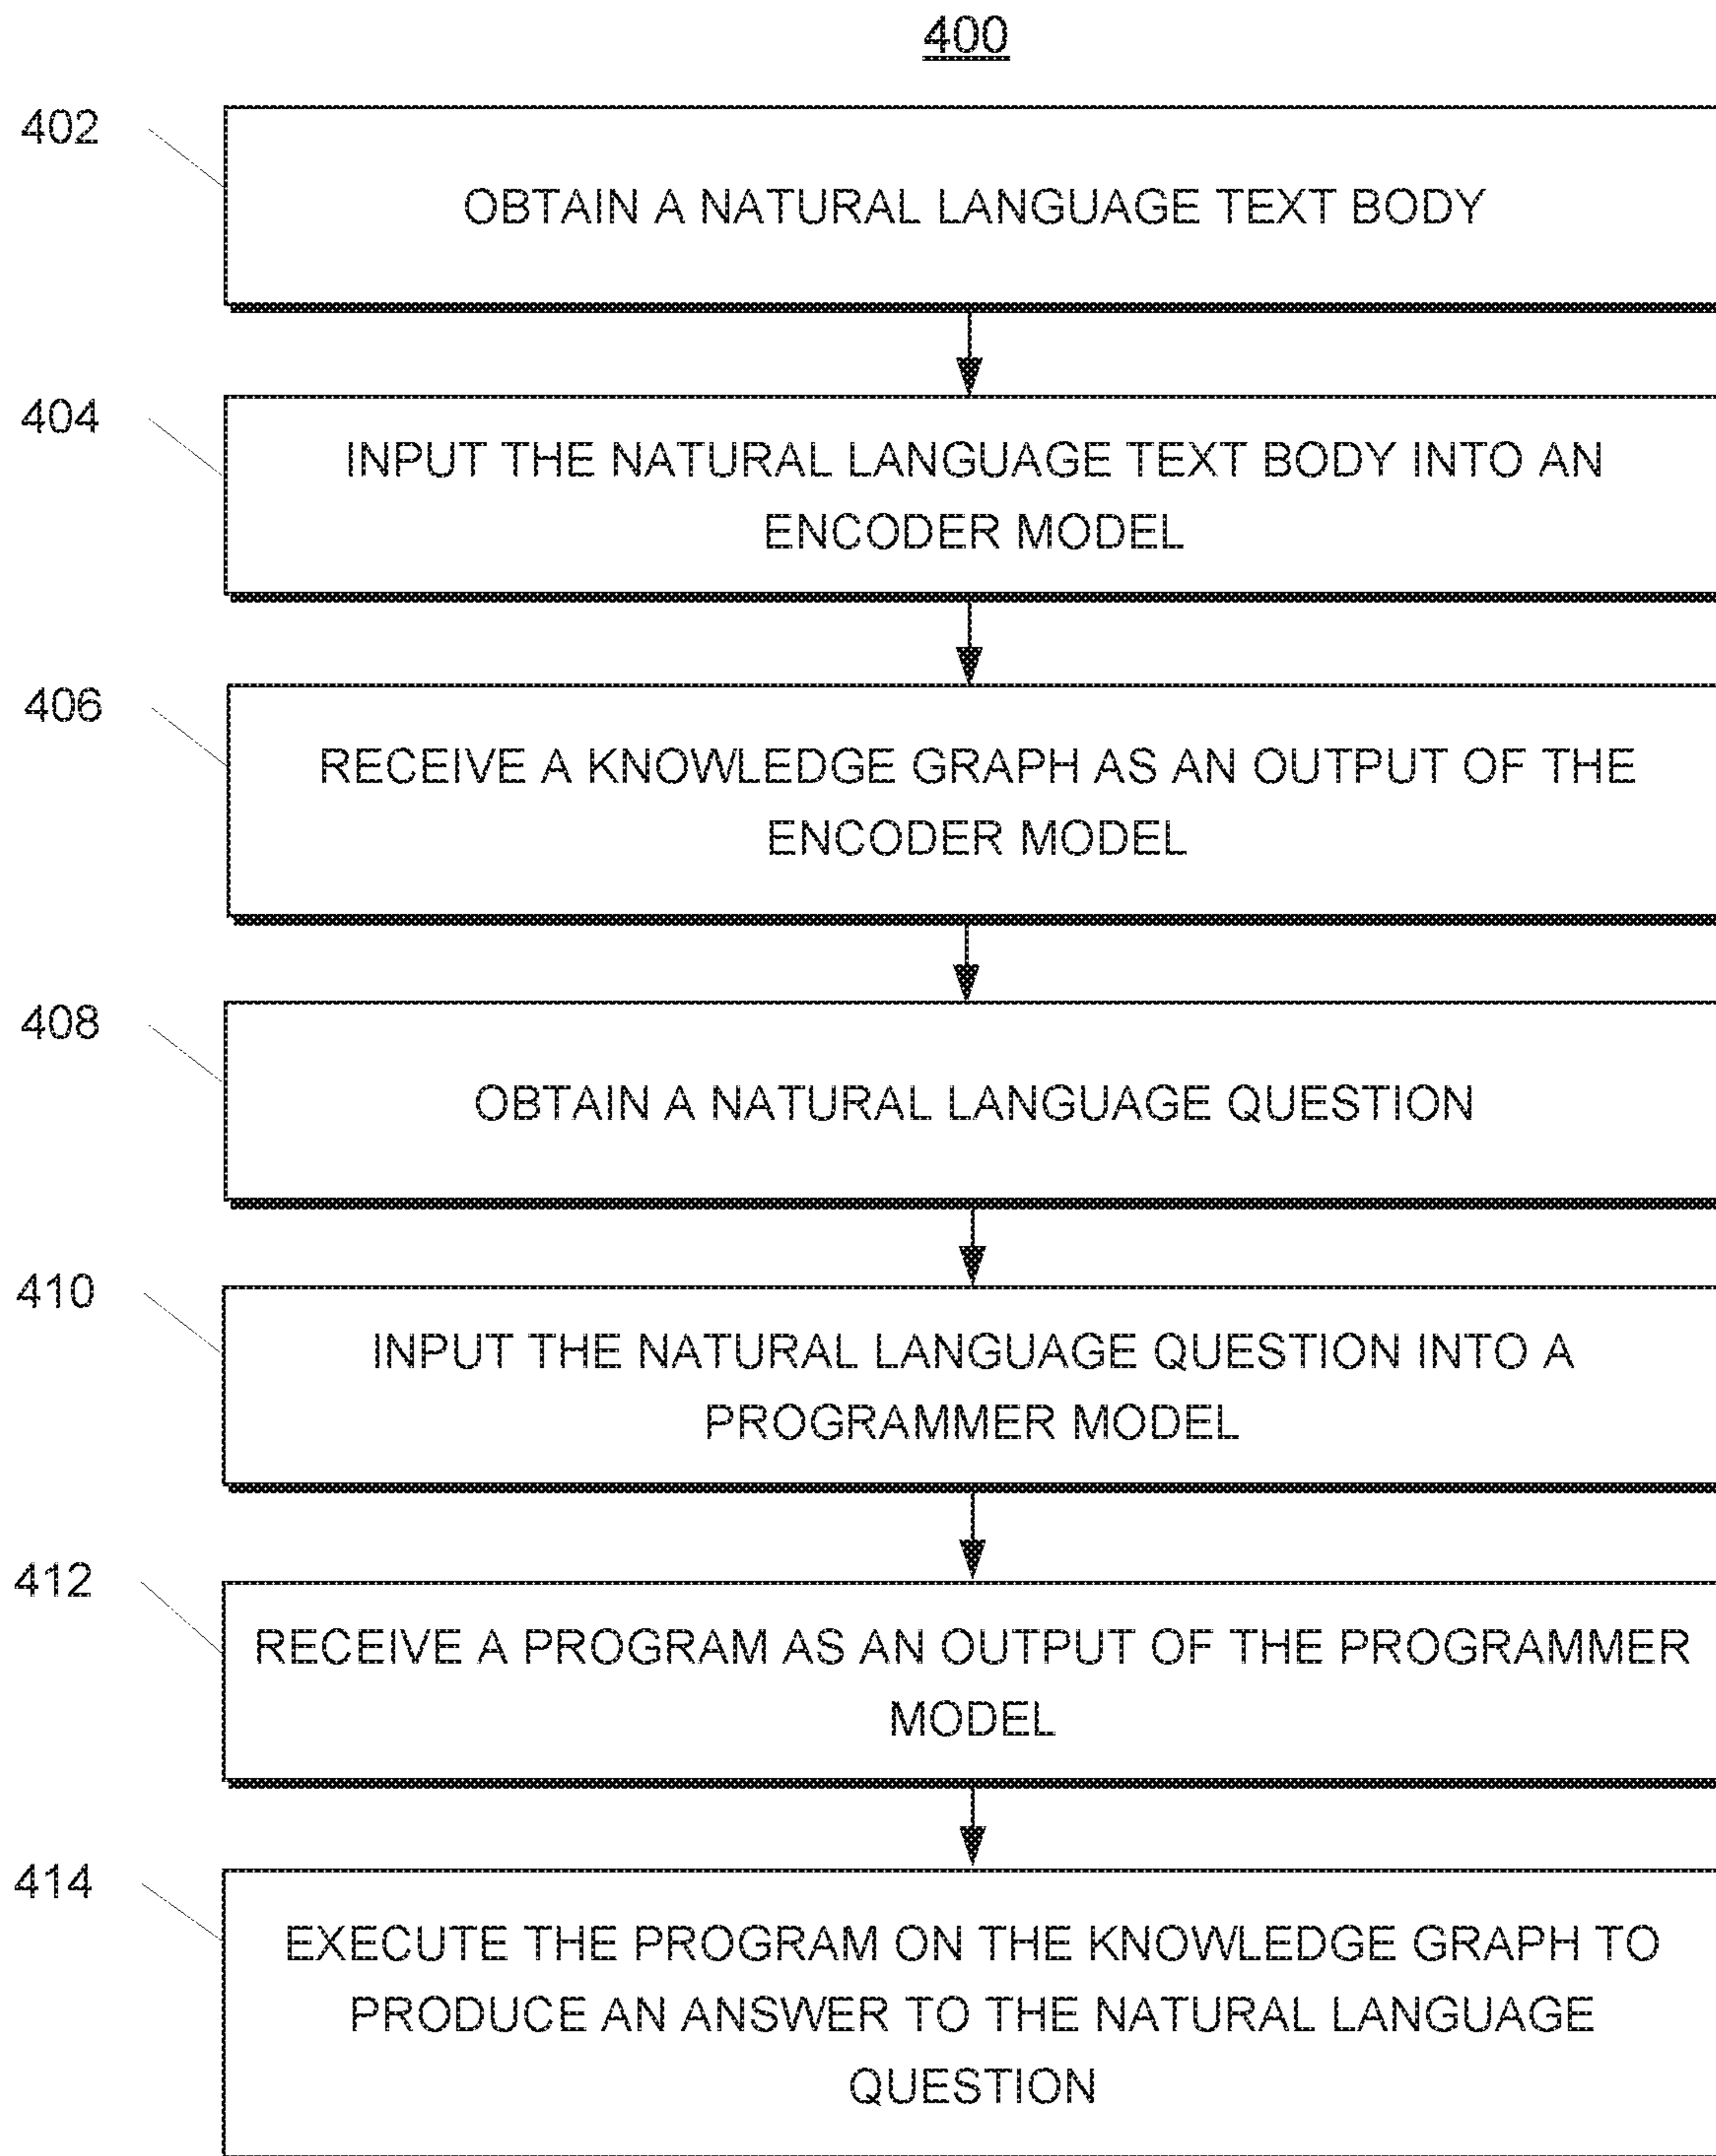 400
402
OBTAIN A NATURAL LANGUAGE TEXT BODY
404
INPUT THE NATURAL LANGUAGE TEXT BODY INTO AN
ENCODER MODEL
406
RECEIVE A KNOWLEDGE GRAPH AS AN OUTPUT OF THE
ENCODER MODEL
408
OBTAIN A NATURAL LANGUAGE QUESTION
410
INPUT THE NATURAL LANGUAGE QUESTION INTO A
PROGRAMMER MODEL
412
RECEIVE A PROGRAM AS AN OUTPUT OF THE PROGRAMMER
MODEL
414
EXECUTE THE PROGRAM ON THE KNOWLEDGE GRAPH TO
PRODUCE AN ANSWER TO THE NATURAL LANGUAGE
QUESTION